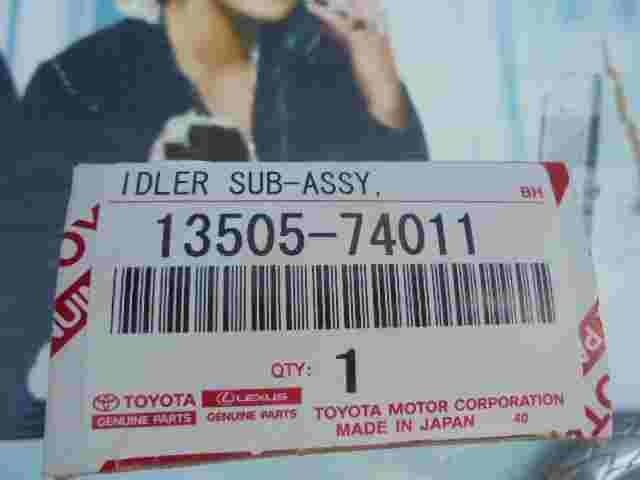 IDLER SUB-ASSY,
BH
13505-74011
QTY: 1
TOYOTA LEXUS
GENUINE PARTS GENUINE PARTS
TOYOTA MOTOR CORPORATION
MADE IN JAPAN 40